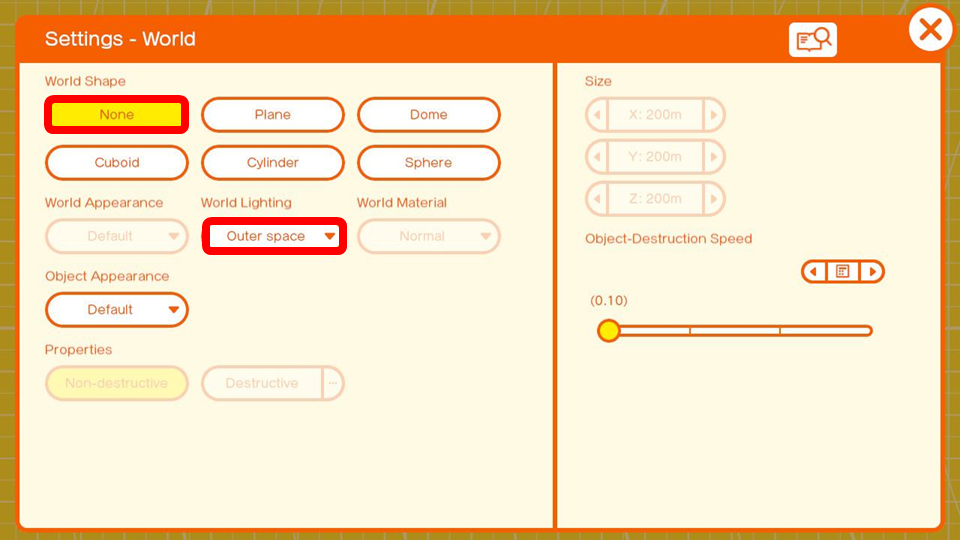 Settings - World
World Shape
None
Plane
Dome
Cuboid
Cylinder
Sphere
World Appearance
World Lighting
World Material
Default
Outer space
Normal
Object Appearance
Default
Properties
Non-destructive
Destructive
...
Size
X: 200m
Y: 200m
Z: 200m
Object-Destruction Speed
(0.10)